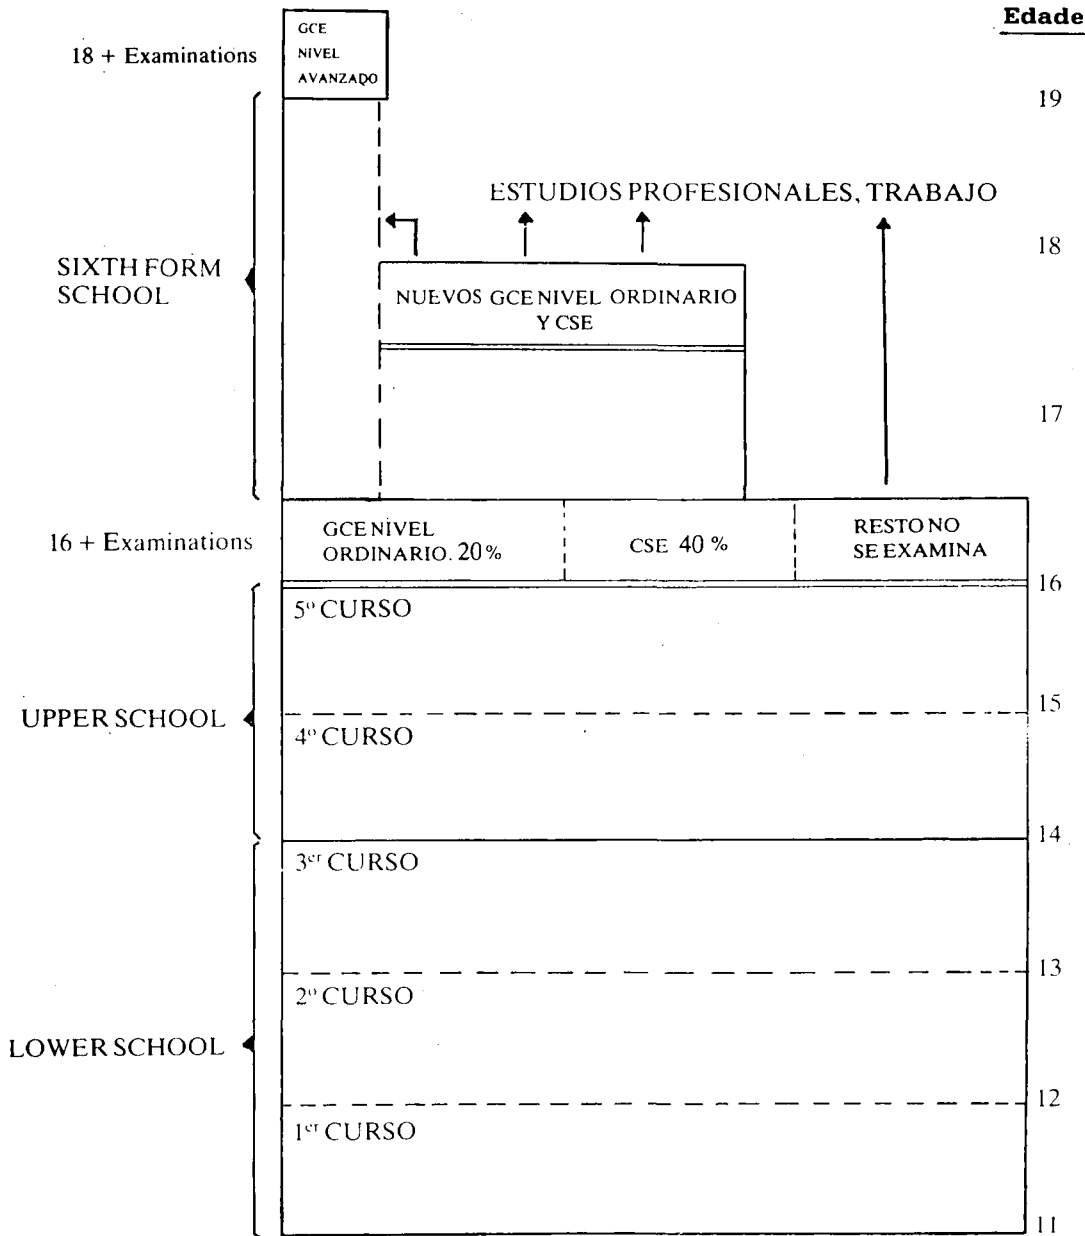 Edade
GCE
NIVEL
AVANZADO
18 + Examinations
19
ESTUDIOS PROFESIONALES, TRABAJO
18
SIXTH FORM
SCHOOL
NUEVOS GCE NIVEL ORDINARIO
Y CSE
17
16 + Examinations
GCE NIVEL
ORDINARIO. 20%
CSE 40 %
RESTO NO
SE EXAMINA
16
5º CURSO
UPPER SCHOOL
15
4º CURSO
14
3er CURSO
13
2º CURSO
LOWER SCHOOL
12
1er CURSO
11